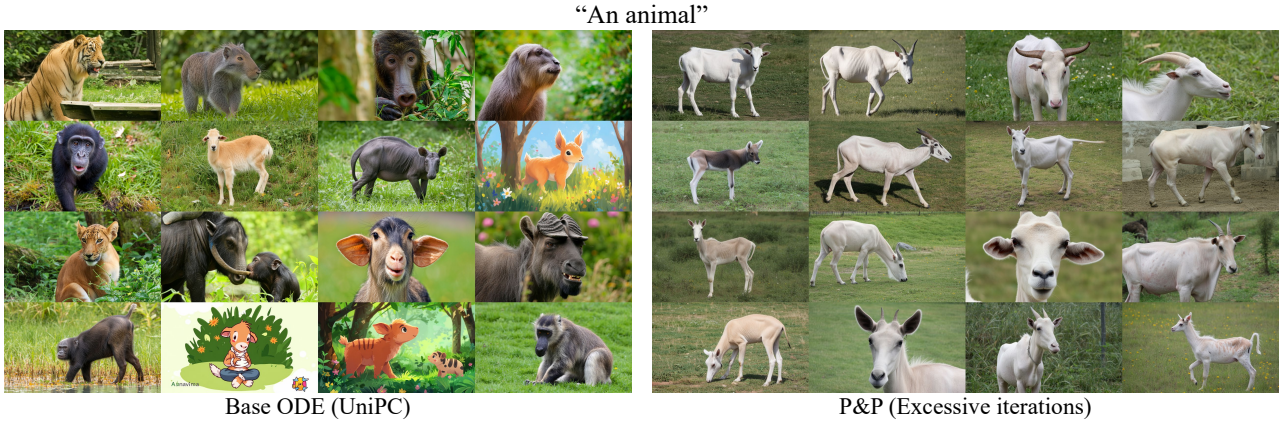 “An animal”
Base ODE (UniPC)
P&P (Excessive iterations)